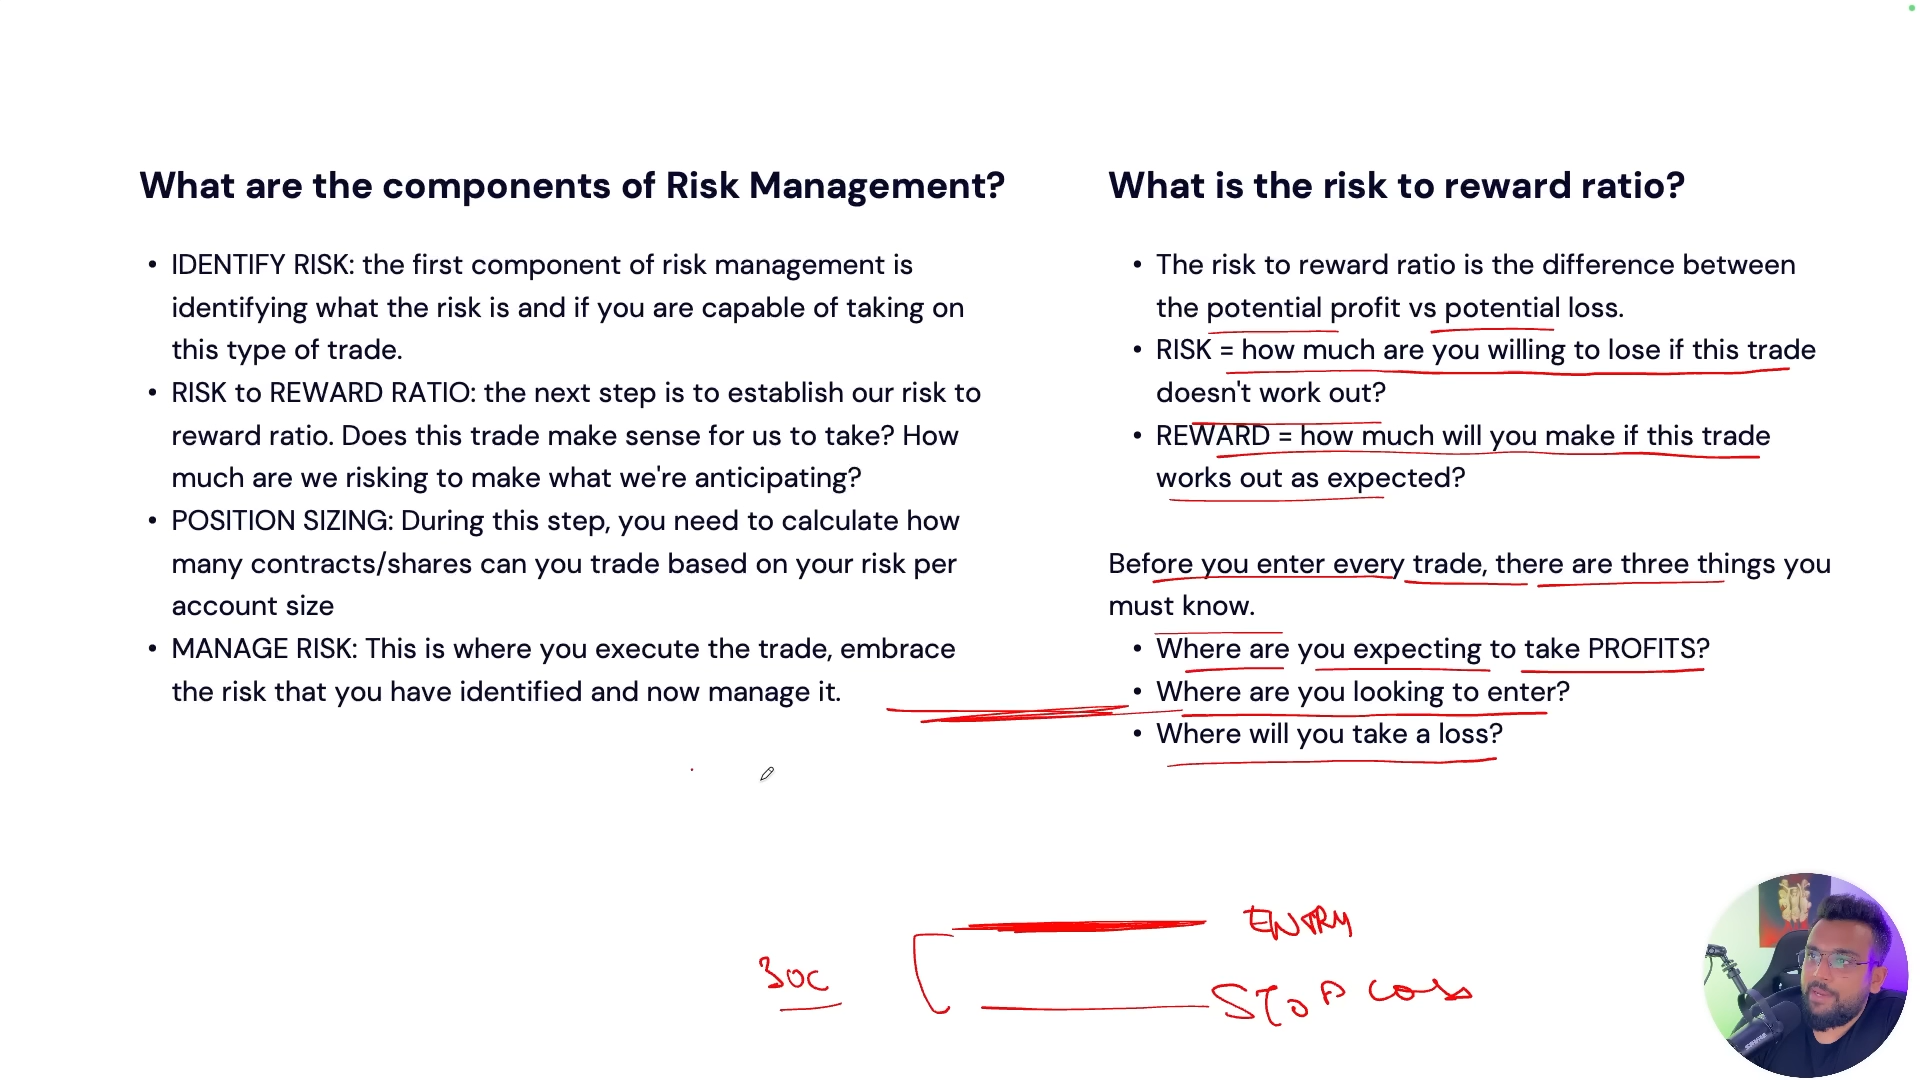 What are the components of Risk Management?
• IDENTIFY RISK: the first component of risk management is
identifying what the risk is and if you are capable of taking on
this type of trade.
• RISK to REWARD RATIO: the next step is to establish our risk to
reward ratio. Does this trade make sense for us to take? How
much are we risking to make what we're anticipating?
• POSITION SIZING: During this step, you need to calculate how
many contracts/shares can you trade based on your risk per
account size
• MANAGE RISK: This is where you execute the trade, embrace
the risk that you have identified and now manage it.
What is the risk to reward ratio?
• The risk to reward ratio is the difference between
the potential profit vs potential loss.
• RISK = how much are you willing to lose if this trade
doesn't work out?
• REWARD = how much will you make if this trade
works out as expected?
Before you enter every trade, there are three things you
must know.
• Where are you expecting to take PROFITS?
• Where are you looking to enter?
• Where will you take a loss?
ENTRY
30C
STOP LOSS